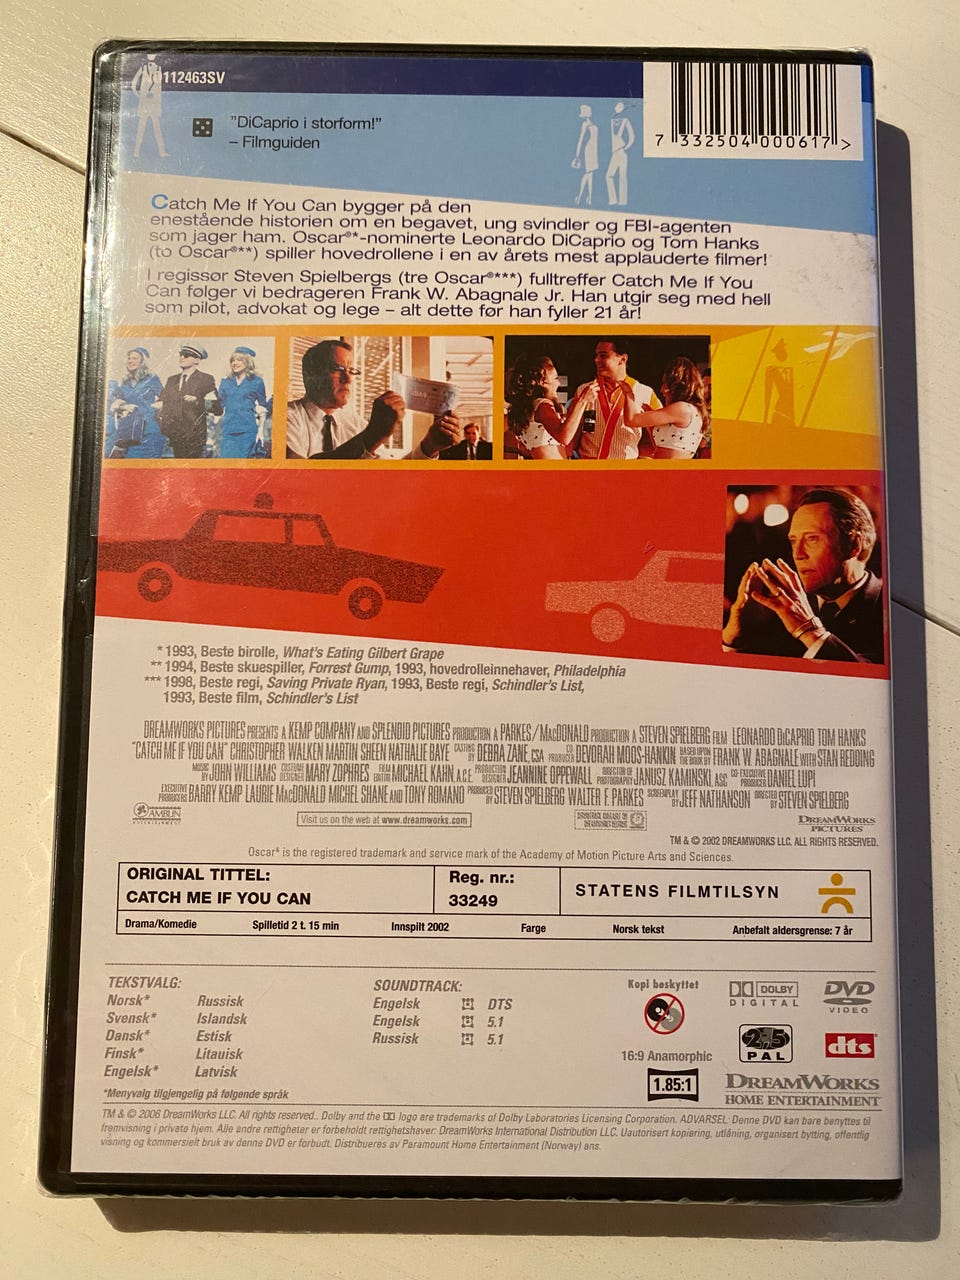 112463SV
"DiCaprio i storform!"
– Filmguiden
7 332504 000617 >
Catch Me If You Can bygger på den
enestående historien om en begavet, ung svindler og FBI-agenten
som jager ham. Oscar®*-nominerte Leonardo DiCaprio og Tom Hanks
(to Oscar®**) spiller hovedrollene i en av årets mest applauderte filmer!
I regissør Steven Spielbergs (tre Oscar®***) fulltreffer Catch Me If You
Can følger vi bedrageren Frank W. Abagnale Jr. Han utgir seg med hell
som pilot, advokat og lege – alt dette før han fyller 21 år!
* 1993, Beste birolle, What's Eating Gilbert Grape
** 1994, Beste skuespiller, Forrest Gump, 1993, hovedrolleinnehaver, Philadelphia
*** 1998, Beste regi, Saving Private Ryan, 1993, Beste regi, Schindler's List,
1993, Beste film, Schindler's List
DREAMWORKS PICTURES PRESENTS A KEMP COMPANY AND SPLENDID PICTURES PRODUCTION A PARKES/MACDONALD PRODUCTION A STEVEN SPIELBERG FILM LEONARDO DiCAPRIO TOM HANKS
"CATCH ME IF YOU CAN" CHRISTOPHER WALKEN MARTIN SHEEN NATHALIE BAYE CASTING BY DEBRA ZANE, CSA CO-PRODUCER DEVORAH MOOS-HANKIN BASED UPON THE BOOK BY FRANK W. ABAGNALE WITH STAN REDDING
MUSIC BY JOHN WILLIAMS COSTUME DESIGNER MARY ZOPHRES FILM EDITOR MICHAEL KAHN, A.C.E. PRODUCTION DESIGNER JEANNINE OPPEWALL DIRECTOR OF PHOTOGRAPHY JANUSZ KAMINSKI, ASC CO-EXECUTIVE PRODUCER DANIEL LUPI
EXECUTIVE PRODUCERS BARRY KEMP LAURIE MACDONALD MICHEL SHANE AND TONY ROMANO PRODUCED BY STEVEN SPIELBERG WALTER F. PARKES SCREENPLAY BY JEFF NATHANSON DIRECTED BY STEVEN SPIELBERG
AMBLIN ENTERTAINMENT
Visit us on the web at www.dreamworks.com
DREAMWORKS PICTURES
TM & © 2002 DREAMWORKS LLC. ALL RIGHTS RESERVED.
Oscar® is the registered trademark and service mark of the Academy of Motion Picture Arts and Sciences.
ORIGINAL TITTEL:
CATCH ME IF YOU CAN
Reg. nr.:
33249
STATENS FILMTILSYN
Drama/Komedie Spilletid 2 t. 15 min Innspilt 2002 Farge Norsk tekst Anbefalt aldersgrense: 7 år
TEKSTVALG:
Norsk* Russisk
Svensk* Islandsk
Dansk* Estisk
Finsk* Litauisk
Engelsk* Latvisk
*Menyvalg tilgjengelig på følgende språk
SOUNDTRACK:
Engelsk DTS
Engelsk 5.1
Russisk 5.1
Kopi beskyttet
16:9 Anamorphic
1.85:1
DOLBY
DIGITAL
DVD
VIDEO
2,5
PAL
dts
DREAMWORKS
HOME ENTERTAINMENT
TM & © 2006 DreamWorks LLC. All rights reserved.. Dolby and the logo are trademarks of Dolby Laboratories Licensing Corporation. ADVARSEL: Denne DVD kan bare benyttes til
fremvisning i private hjem. Alle andre rettigheter er forbeholdt rettighetshaver: DreamWorks International Distribution LLC. Uautorisert kopiering, utlåning, organisert bytting, offentlig
visning og kommersielt bruk av denne DVD er forbudt. Distribueres av Paramount Home Entertainment (Norway) ans.